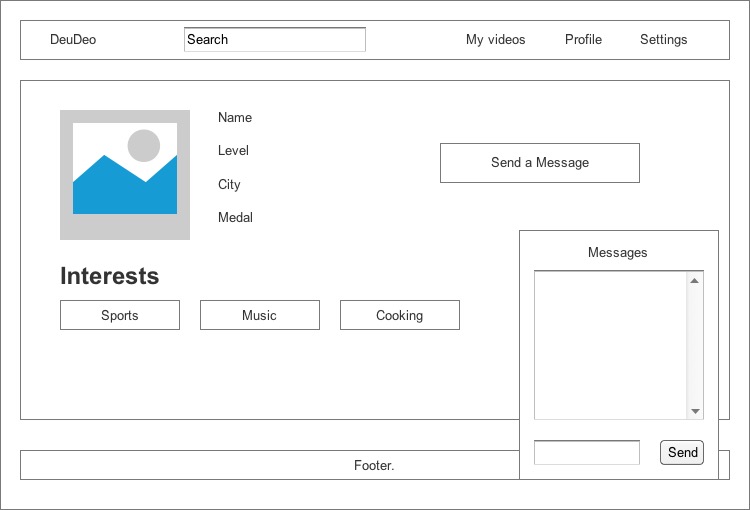 DeuDeo
Search
My videos
Profile
Settings
Name
Level
City
Medal
Send a Message
Interests
Sports
Music
Cooking
Messages
Send
Footer.